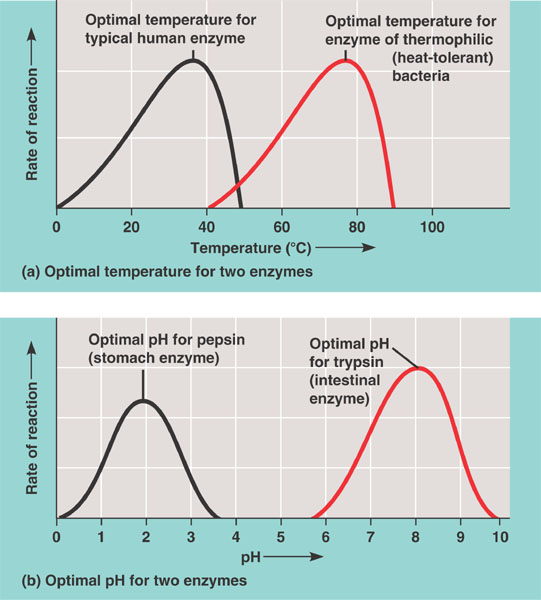 Optimal temperature for
typical human enzyme
Optimal temperature for
enzyme of thermophilic
(heat-tolerant)
bacteria
Rate of reaction
0
20
40
60
80
100
Temperature (°C)
(a) Optimal temperature for two enzymes
Optimal pH for pepsin
(stomach enzyme)
Optimal pH
for trypsin
(intestinal
enzyme)
Rate of reaction
0
1
2
3
4
5
6
7
8
9
10
pH
(b) Optimal pH for two enzymes